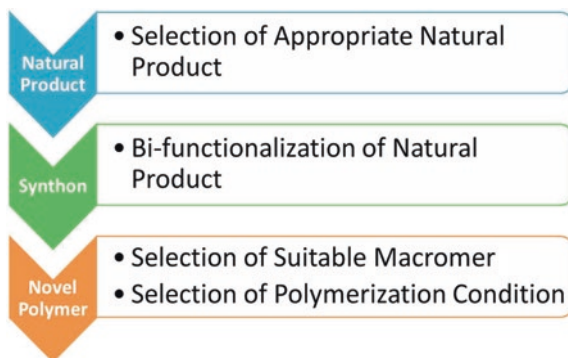 Natural
Product
• Selection of Appropriate Natural
Product
Synthon
• Bi-functionalization of Natural
Product
Novel
Polymer
• Selection of Suitable Macromer
• Selection of Polymerization Condition